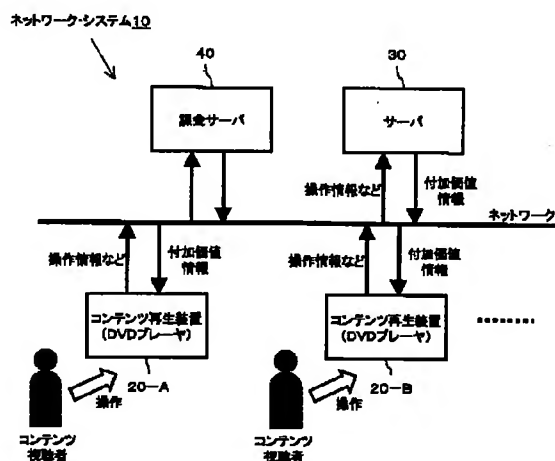 ネットワーク・システム10
40
30
課金サーバ
サーバ
操作情報など
付加価値
情報
ネットワーク
操作情報など
付加価値
情報
操作情報など
付加価値
情報
コンテンツ再生装置
(DVDプレーヤ)
コンテンツ再生装置
(DVDプレーヤ)
操作
20-A
操作
20-B
コンテンツ
視聴者
コンテンツ
視聴者